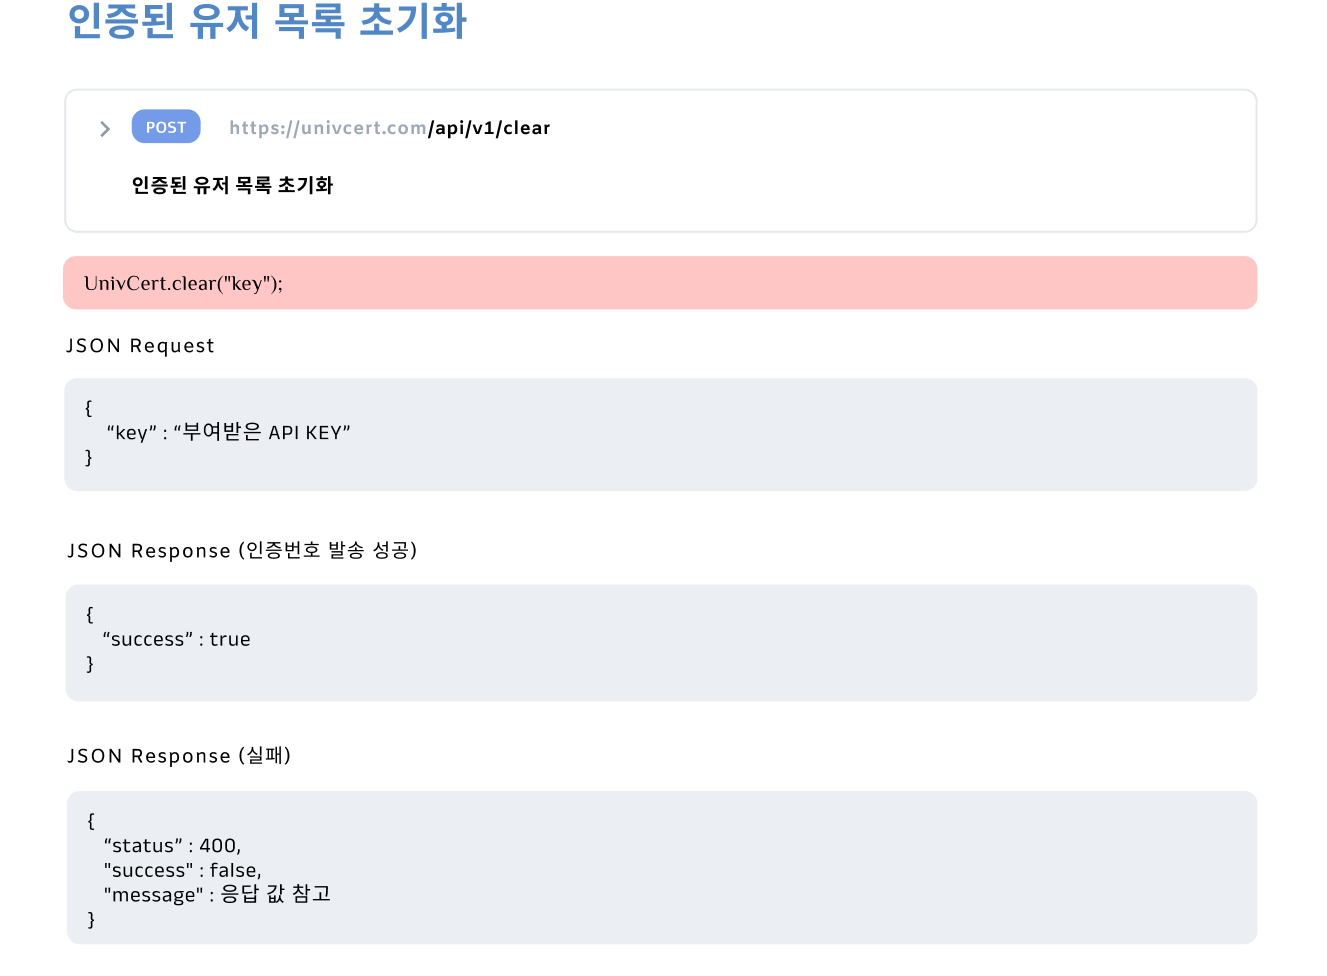 인증된 유저 목록 초기화
POST https://univcert.com/api/v1/clear
인증된 유저 목록 초기화
UnivCert.clear("key");
JSON Request
{
“key” : “부여받은 API KEY”
}
JSON Response (인증번호 발송 성공)
{
“success” : true
}
JSON Response (실패)
{
“status” : 400,
"success" : false,
"message" : 응답 값 참고
}